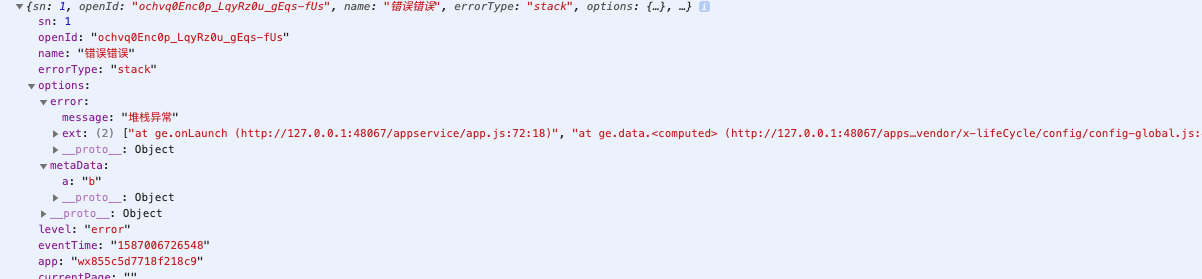 {sn: 1, openId: "ochvq0Enc0p_LqyRz0u_gEqs-fUs", name: "错误错误", errorType: "stack", options: {…}, …}
sn: 1
openId: "ochvq0Enc0p_LqyRz0u_gEqs-fUs"
name: "错误错误"
errorType: "stack"
options:
error:
message: "堆栈异常"
ext: (2) ["at ge.onLaunch (http://127.0.0.1:48067/appservice/app.js:72:18)", "at ge.data.<computed> (http://127.0.0.1:48067/apps…vendor/x-lifeCycle/config/config-global.js:
__proto__: Object
metaData:
a: "b"
__proto__: Object
__proto__: Object
level: "error"
eventTime: "1587006726548"
app: "wx855c5d7718f218c9"
currentPage: ""